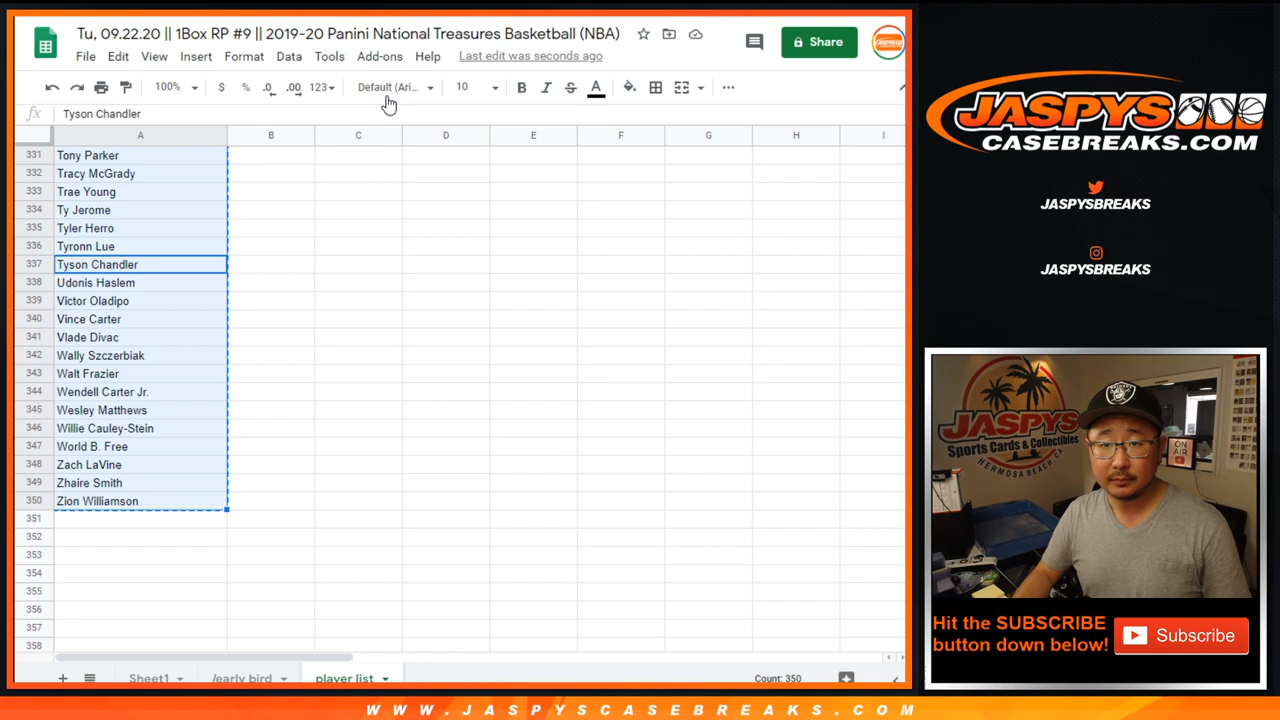 Tu, 09.22.20 || 1Box RP #9 || 2019-20 Panini National Treasures Basketball (NBA)
Share
File Edit View Insert Format Data Tools Add-ons Help Last edit was seconds ago
100% $ % .0 .00 123 Default (Ari... 10 B I S A
fx Tyson Chandler
A B C D E F G H I
331 Tony Parker
332 Tracy McGrady
333 Trae Young
334 Ty Jerome
335 Tyler Herro
336 Tyronn Lue
337 Tyson Chandler
338 Udonis Haslem
339 Victor Oladipo
340 Vince Carter
341 Vlade Divac
342 Wally Szczerbiak
343 Walt Frazier
344 Wendell Carter Jr.
345 Wesley Matthews
346 Willie Cauley-Stein
347 World B. Free
348 Zach LaVine
349 Zhaire Smith
350 Zion Williamson
351
352
353
354
355
356
357
358
Sheet1 /early bird player list Count: 350
JASPYS
CASEBREAKS.COM
JASPYSBREAKS
JASPYSBREAKS
JASPYS
Sports Cards & Collectibles
HERMOSA BEACH, CA
ON AIR
Hit the SUBSCRIBE
button down below!
Subscribe
WWW.JASPYSCASEBREAKS.COM